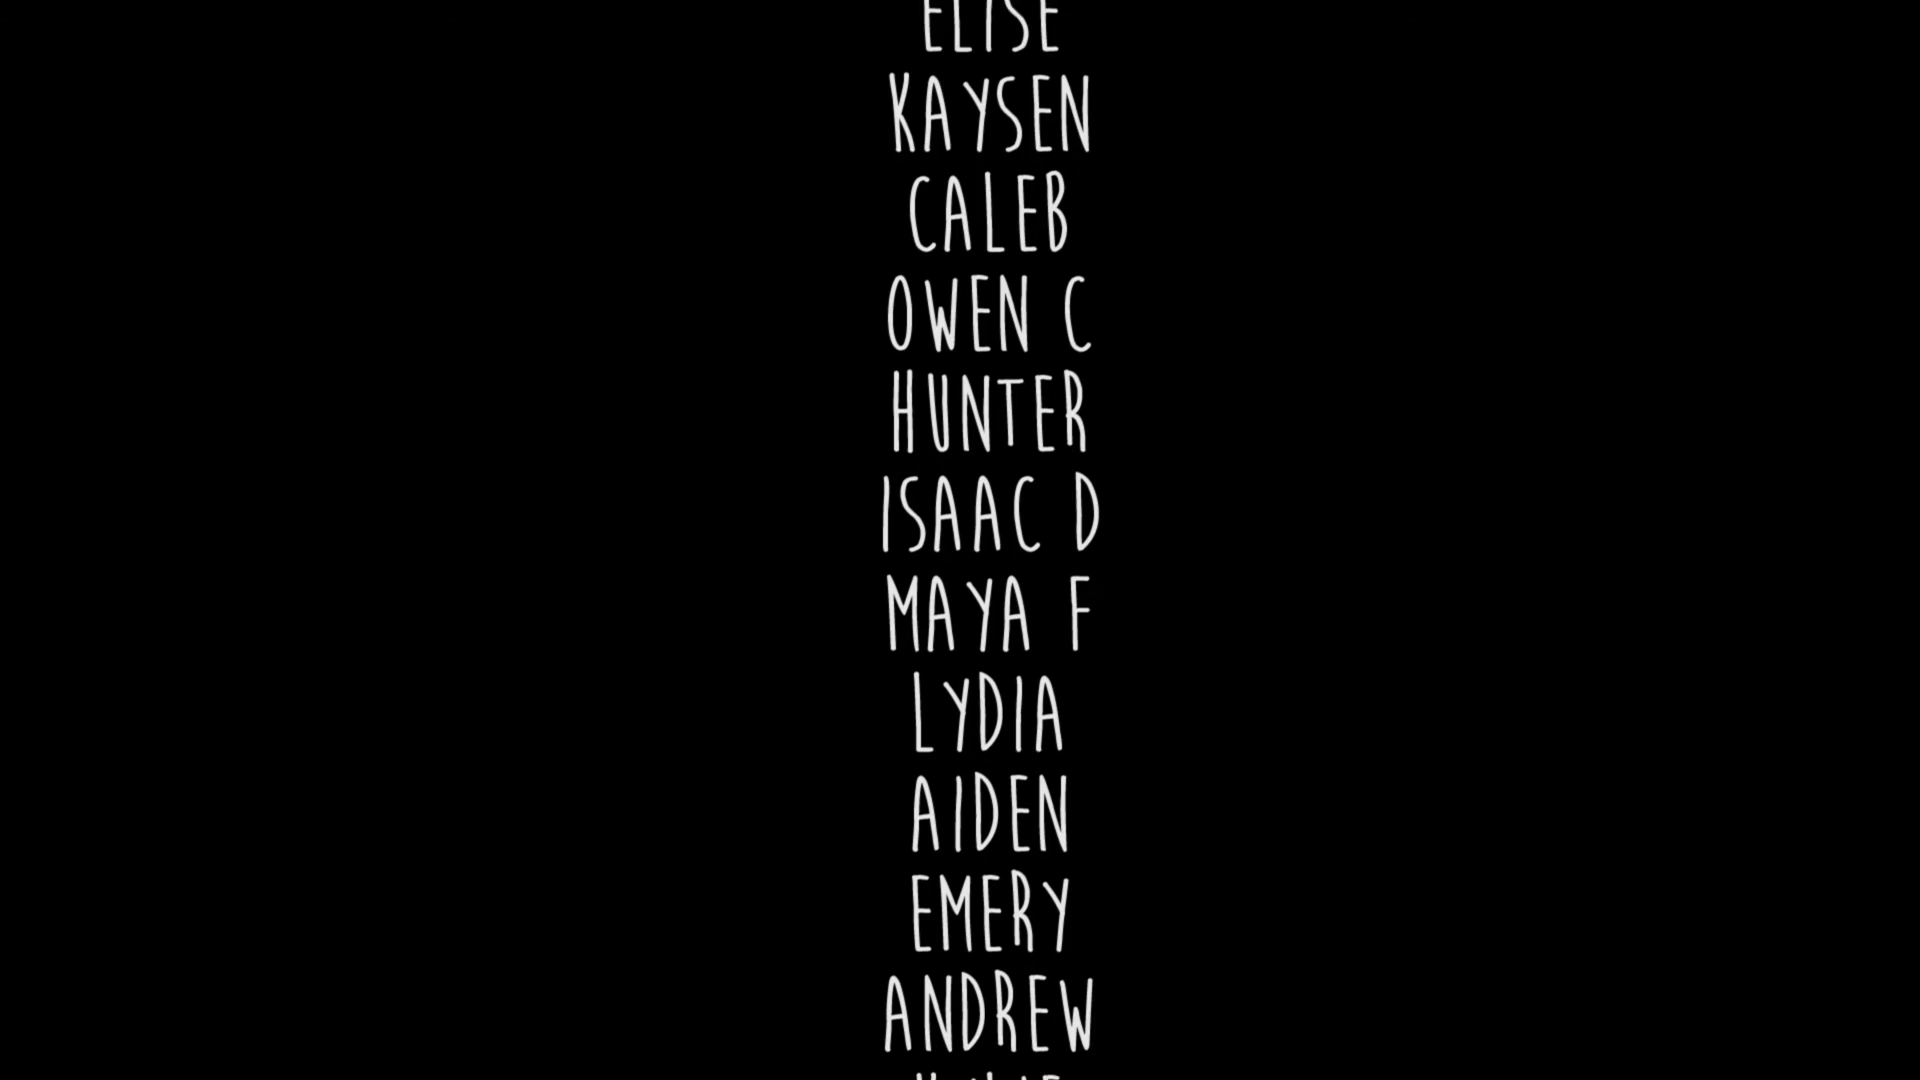 ELISE
KAYSEN
CALEB
OWEN C
HUNTER
ISAAC D
MAYA F
LYDIA
AIDEN
EMERY
ANDREW